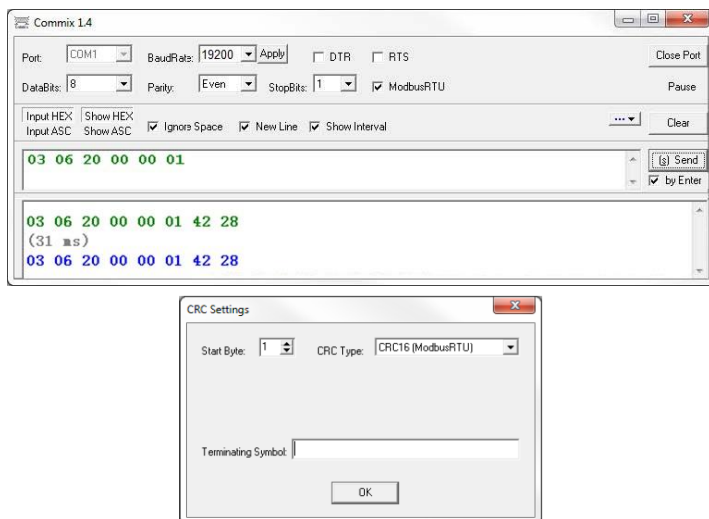 Commix 1.4
Port: COM1 BaudRate: 19200 Apply DTR RTS Close Port
DataBits: 8 Parity: Even StopBits: 1 ModbusRTU Pause
Input HEX Show HEX
Input ASC Show ASC Ignore Space New Line Show Interval ... Clear
03 06 20 00 00 01 (s) Send
by Enter
03 06 20 00 00 01 42 28
(31 ms)
03 06 20 00 00 01 42 28
CRC Settings
Start Byte: 1 CRC Type: CRC16 (ModbusRTU)
Terminating Symbol:
OK